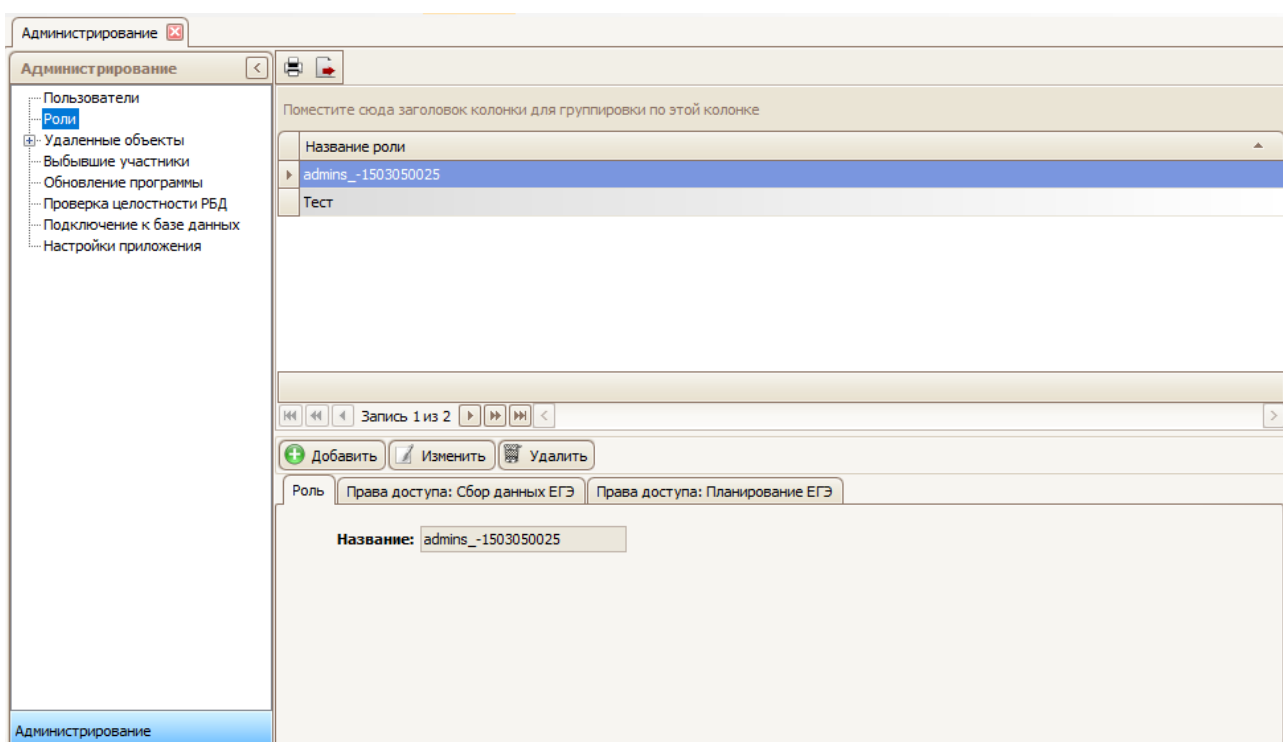 Администрирование
Администрирование
Пользователи
Роли
Удаленные объекты
Выбывшие участники
Обновление программы
Проверка целостности РБД
Подключение к базе данных
Настройки приложения
Администрирование
Поместите сюда заголовок колонки для группировки по этой колонке
Название роли
admins_-1503050025
Тест
Запись 1 из 2
Добавить Изменить Удалить
Роль Права доступа: Сбор данных ЕГЭ Права доступа: Планирование ЕГЭ
Название: admins_-1503050025